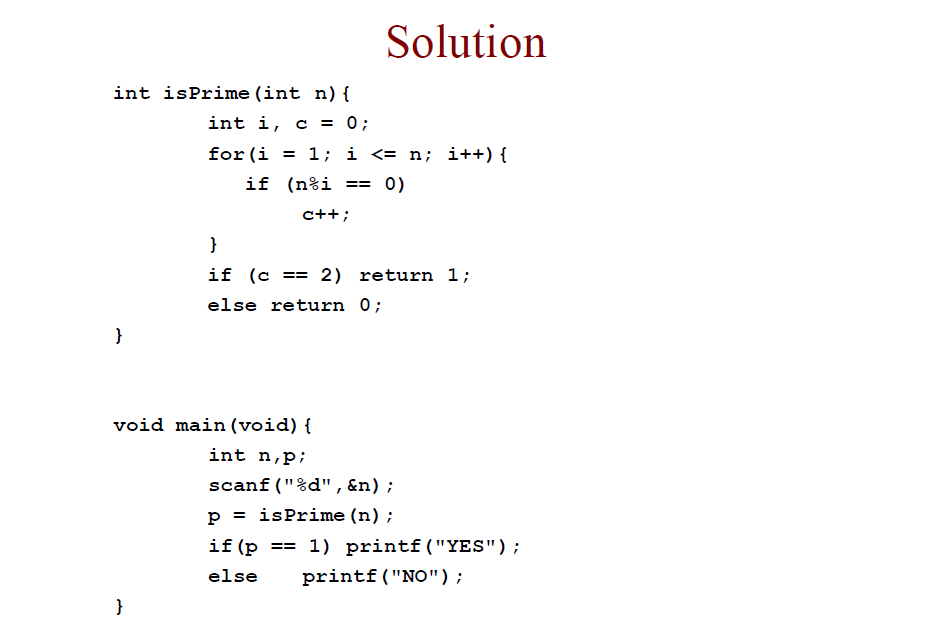 Solution
int isPrime(int n){
int i, c = 0;
for(i = 1; i <= n; i++){
if (n%i == 0)
c++;
}
if (c == 2) return 1;
else return 0;
}
void main(void){
int n,p;
scanf("%d",&n);
p = isPrime(n);
if(p == 1) printf("YES");
else printf("NO");
}